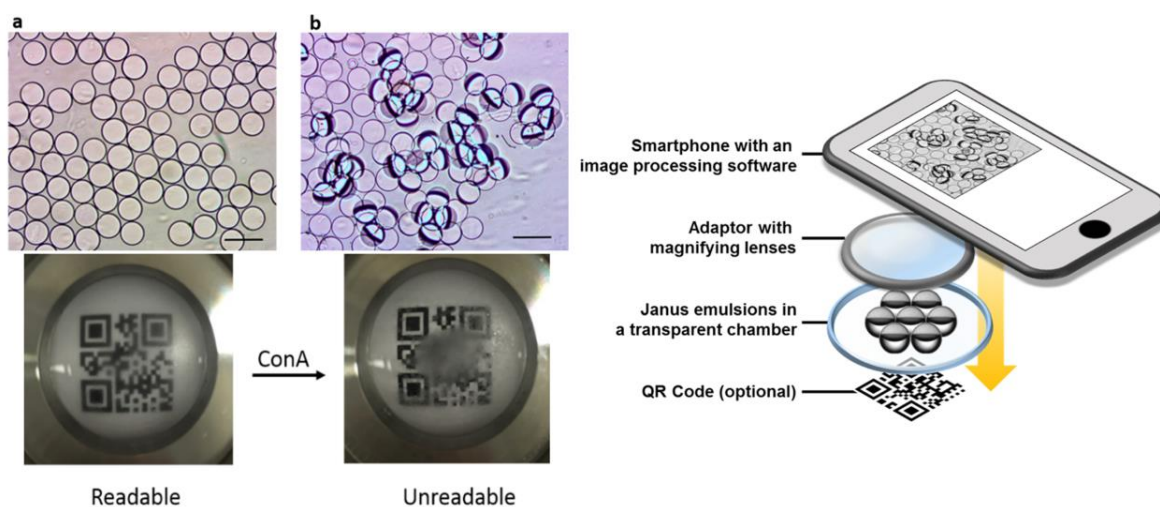 a
b
ConA
Readable
Unreadable
Smartphone with an
image processing software
Adaptor with
magnifying lenses
Janus emulsions in
a transparent chamber
QR Code (optional)